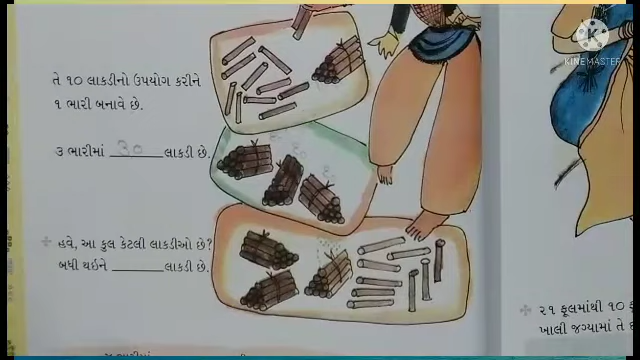 તે ૧૦ લાકડીનો ઉપયોગ કરીને
૧ ભારી બનાવે છે.
૩ ભારીમાં 30 લાકડી છે.
હવે, આ કુલ કેટલી લાકડીઓ છે?
બધી થઇને ______ લાકડી છે.
૨૧ ફૂલમાંથી ૧૦
ખાલી જગ્યામાં તે
K
KINEMASTER